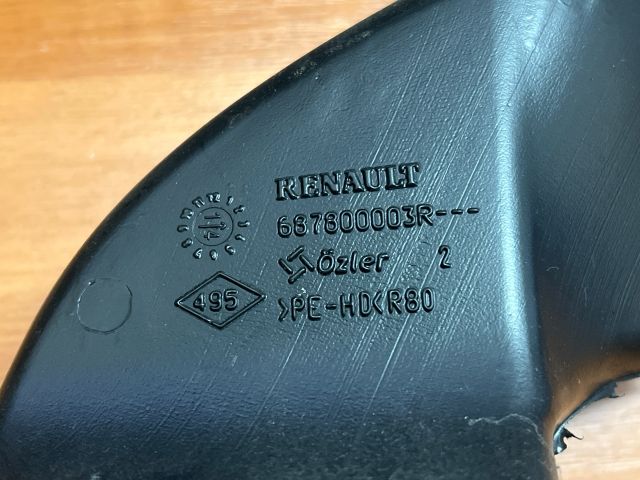 RENAULT
687800003R---
Özler 2
495
>PE-HD<R80